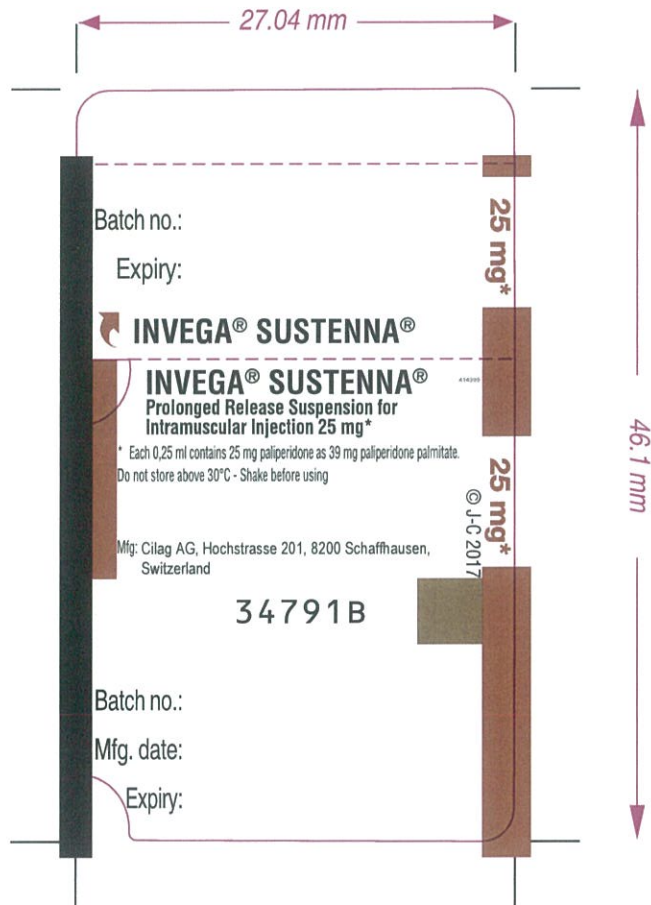 27.04 mm
Batch no.:
Expiry:
25 mg*
INVEGA® SUSTENNA®
INVEGA® SUSTENNA®
Prolonged Release Suspension for
Intramuscular Injection 25 mg*
* Each 0,25 ml contains 25 mg paliperidone as 39 mg paliperidone palmitate.
Do not store above 30°C - Shake before using
25 mg*
© J-C 2017
46.1 mm
Mfg: Cilag AG, Hochstrasse 201, 8200 Schaffhausen,
Switzerland
34791B
Batch no.:
Mfg. date:
Expiry: